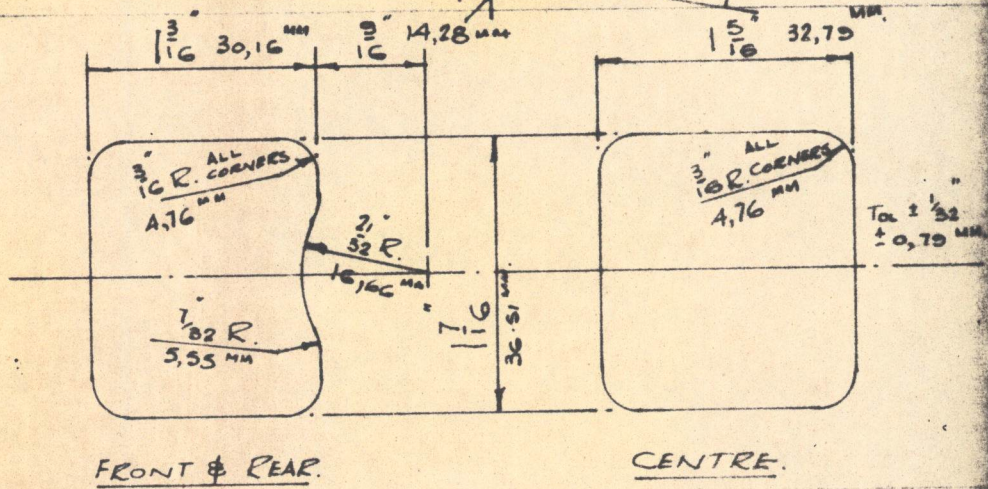 1 3/16" 30,16 MM
9/16" 14,28 MM
1 5/16" 32,79 MM.
3/16" R. ALL CORNERS
4,76 MM
21/32" R.
16,66 MM
7/32" R.
5,55 MM
1 7/16"
36.51 MM
3/16" R. ALL CORNERS
4,76 MM
TOL ± 1/32"
± 0,79 MM.
FRONT & REAR.
CENTRE.